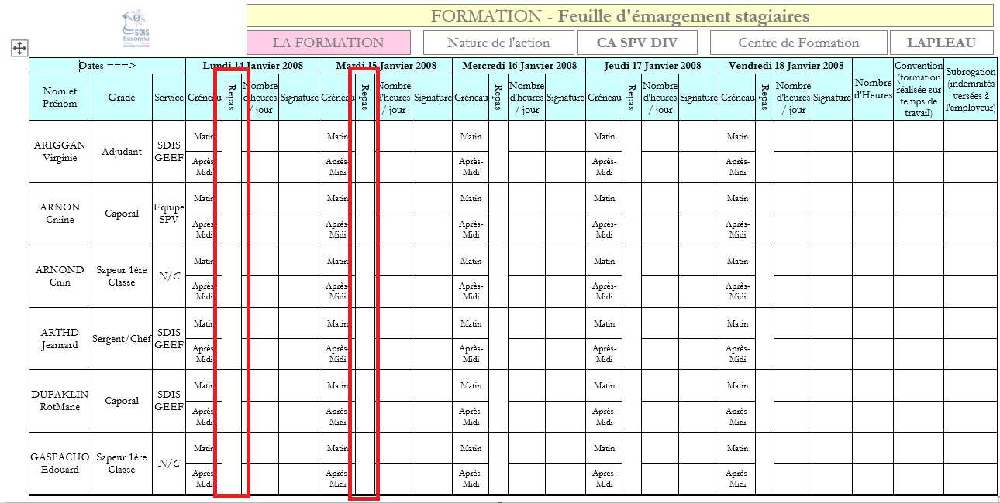 FORMATION - Feuille d'émargement stagiaires
SDIS
Essonne
LA FORMATION Nature de l'action CA SPV DIV Centre de Formation LAPLEAU
Dates ===> Lundi 14 Janvier 2008 Mardi 15 Janvier 2008 Mercredi 16 Janvier 2008 Jeudi 17 Janvier 2008 Vendredi 18 Janvier 2008 Nombre d'Heures Convention (formation réalisée sur temps de travail) Subrogation (indemnités versées à l'employeur)
Nom et Prénom Grade Service Créneau Repas Nombre d'heures / jour Signature Créneau Repas Nombre d'heures / jour Signature Créneau Repas Nombre d'heures / jour Signature Créneau Repas Nombre d'heures / jour Signature Créneau Repas Nombre d'heures / jour Signature
ARIGGAN Virginie Adjudant SDIS GEEF Matin Matin Matin Matin Matin
Après-Midi Après-Midi Après-Midi Après-Midi Après-Midi
ARNON Cniine Caporal Equipe SPV Matin Matin Matin Matin Matin
Après-Midi Après-Midi Après-Midi Après-Midi Après-Midi
ARNOND Cnin Sapeur 1ère Classe N/C Matin Matin Matin Matin Matin
Après-Midi Après-Midi Après-Midi Après-Midi Après-Midi
ARTHD Jeanrard Sergent/Chef SDIS GEEF Matin Matin Matin Matin Matin
Après-Midi Après-Midi Après-Midi Après-Midi Après-Midi
DUPAKLIN RotMane Caporal SDIS GEEF Matin Matin Matin Matin Matin
Après-Midi Après-Midi Après-Midi Après-Midi Après-Midi
GASPACHO Edouard Sapeur 1ère Classe N/C Matin Matin Matin Matin Matin
Après-Midi Après-Midi Après-Midi Après-Midi Après-Midi